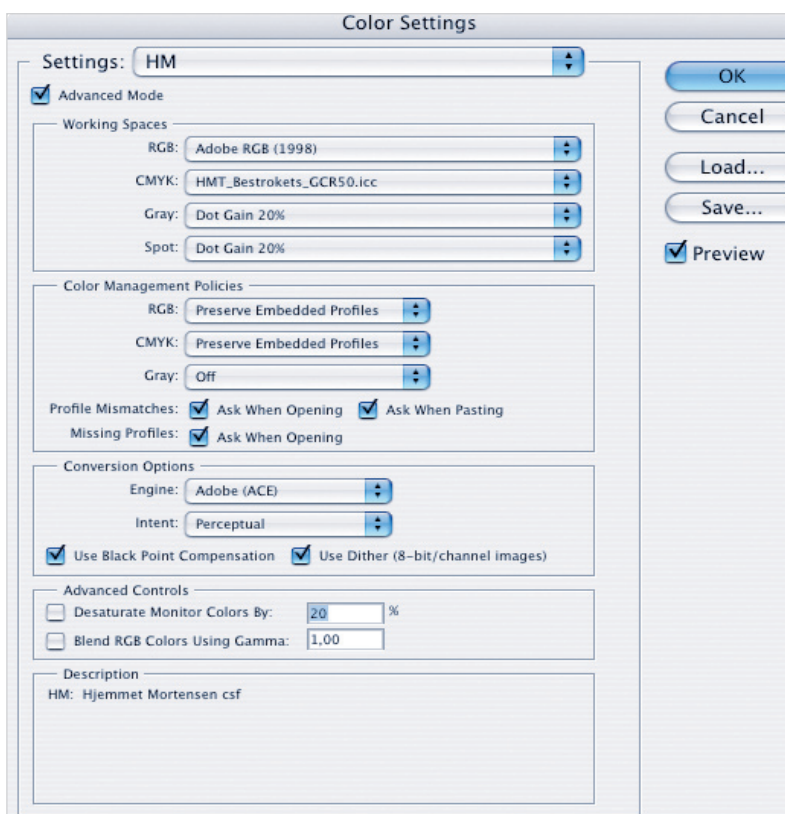 Color Settings
Settings: HM
OK
Advanced Mode
Cancel
Working Spaces
RGB: Adobe RGB (1998)
Load...
CMYK: HMT_Bestrokets_GCR50.icc
Save...
Gray: Dot Gain 20%
Spot: Dot Gain 20%
Preview
Color Management Policies
RGB: Preserve Embedded Profiles
CMYK: Preserve Embedded Profiles
Gray: Off
Profile Mismatches: Ask When Opening Ask When Pasting
Missing Profiles: Ask When Opening
Conversion Options
Engine: Adobe (ACE)
Intent: Perceptual
Use Black Point Compensation Use Dither (8-bit/channel images)
Advanced Controls
Desaturate Monitor Colors By: 20 %
Blend RGB Colors Using Gamma: 1,00
Description
HM: Hjemmet Mortensen csf